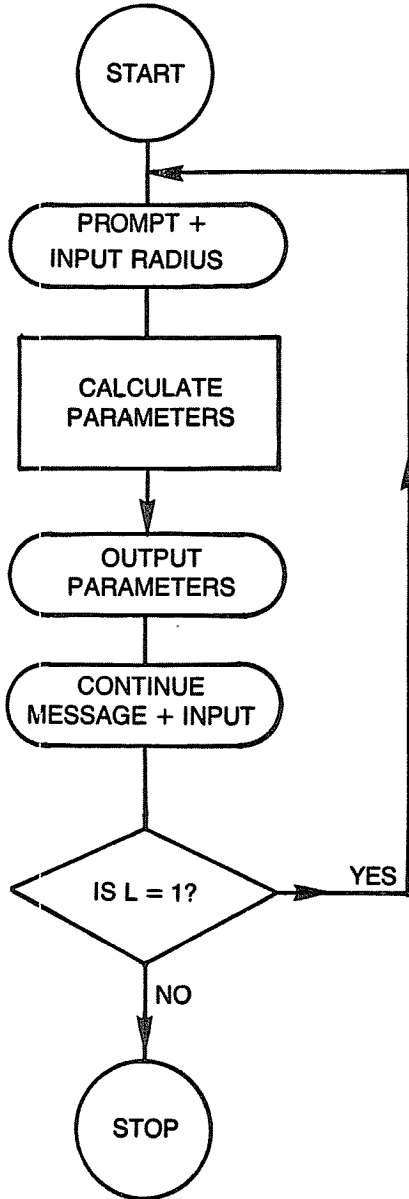 START
PROMPT +
INPUT RADIUS
CALCULATE
PARAMETERS
OUTPUT
PARAMETERS
CONTINUE
MESSAGE + INPUT
IS L = 1?
YES
NO
STOP